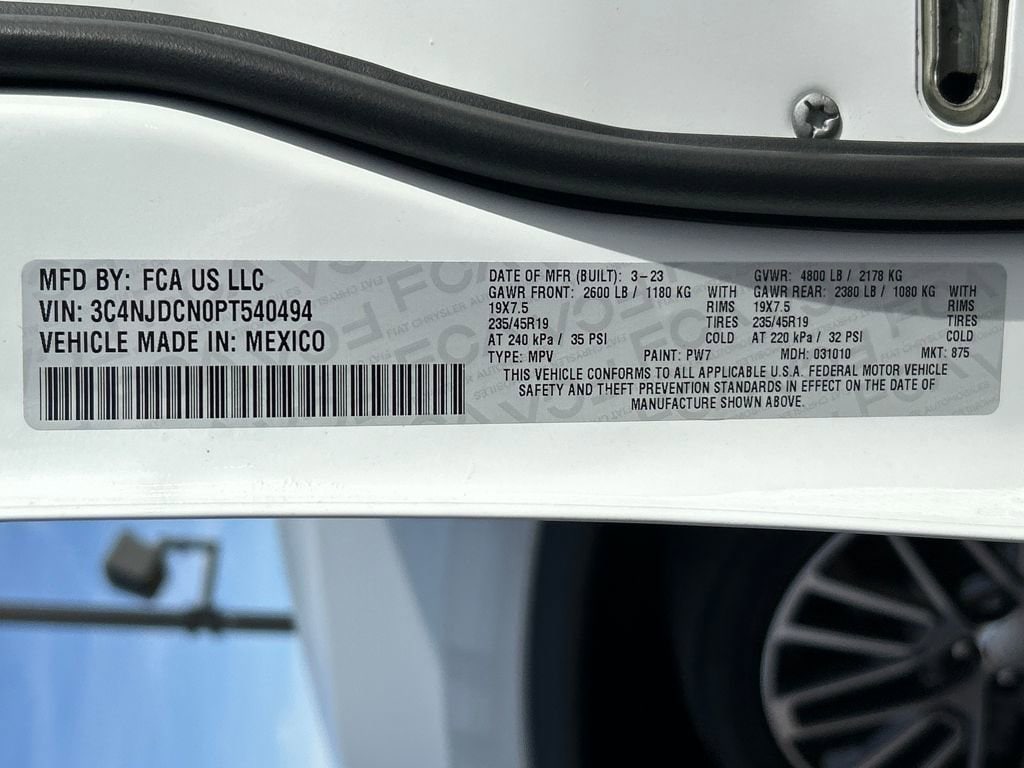 MFD BY: FCA US LLC
VIN: 3C4NJDCN0PT540494
VEHICLE MADE IN: MEXICO
DATE OF MFR (BUILT): 3-23 GVWR: 4800 LB / 2178 KG
GAWR FRONT: 2600 LB / 1180 KG WITH GAWR REAR: 2380 LB / 1080 KG WITH
19X7.5 RIMS 19X7.5 RIMS
235/45R19 TIRES 235/45R19 TIRES
AT 240 kPa / 35 PSI COLD AT 220 kPa / 32 PSI COLD
TYPE: MPV PAINT: PW7 MDH: 031010 MKT: 875
THIS VEHICLE CONFORMS TO ALL APPLICABLE U.S.A. FEDERAL MOTOR VEHICLE
SAFETY AND THEFT PREVENTION STANDARDS IN EFFECT ON THE DATE OF
MANUFACTURE SHOWN ABOVE.